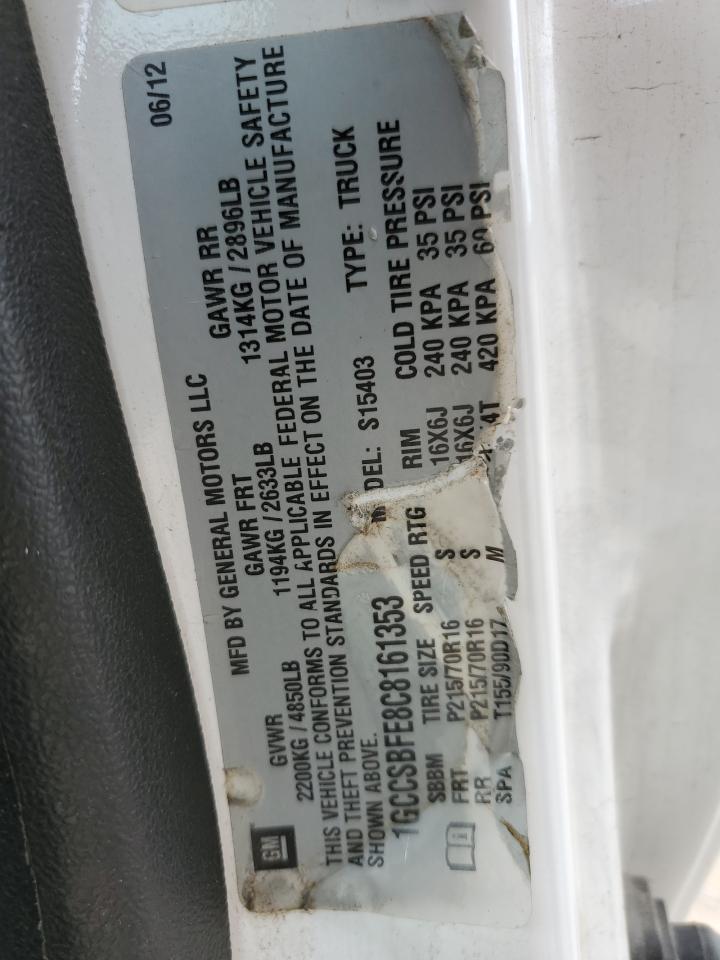 GM
MFD BY GENERAL MOTORS LLC 06/12
GVWR GAWR FRT GAWR RR
2200KG / 4850LB 1194KG / 2633LB 1314KG / 2896LB
THIS VEHICLE CONFORMS TO ALL APPLICABLE FEDERAL MOTOR VEHICLE SAFETY
AND THEFT PREVENTION STANDARDS IN EFFECT ON THE DATE OF MANUFACTURE
SHOWN ABOVE.
1GCCSBFE8C8161353 MODEL: S15403 TYPE: TRUCK
SBBM TIRE SIZE SPEED RTG RIM COLD TIRE PRESSURE
FRT P215/70R16 S 16X6J 240 KPA 35 PSI
RR P215/70R16 S 16X6J 240 KPA 35 PSI
SPA T155/90D17 M 4T 420 KPA 60 PSI